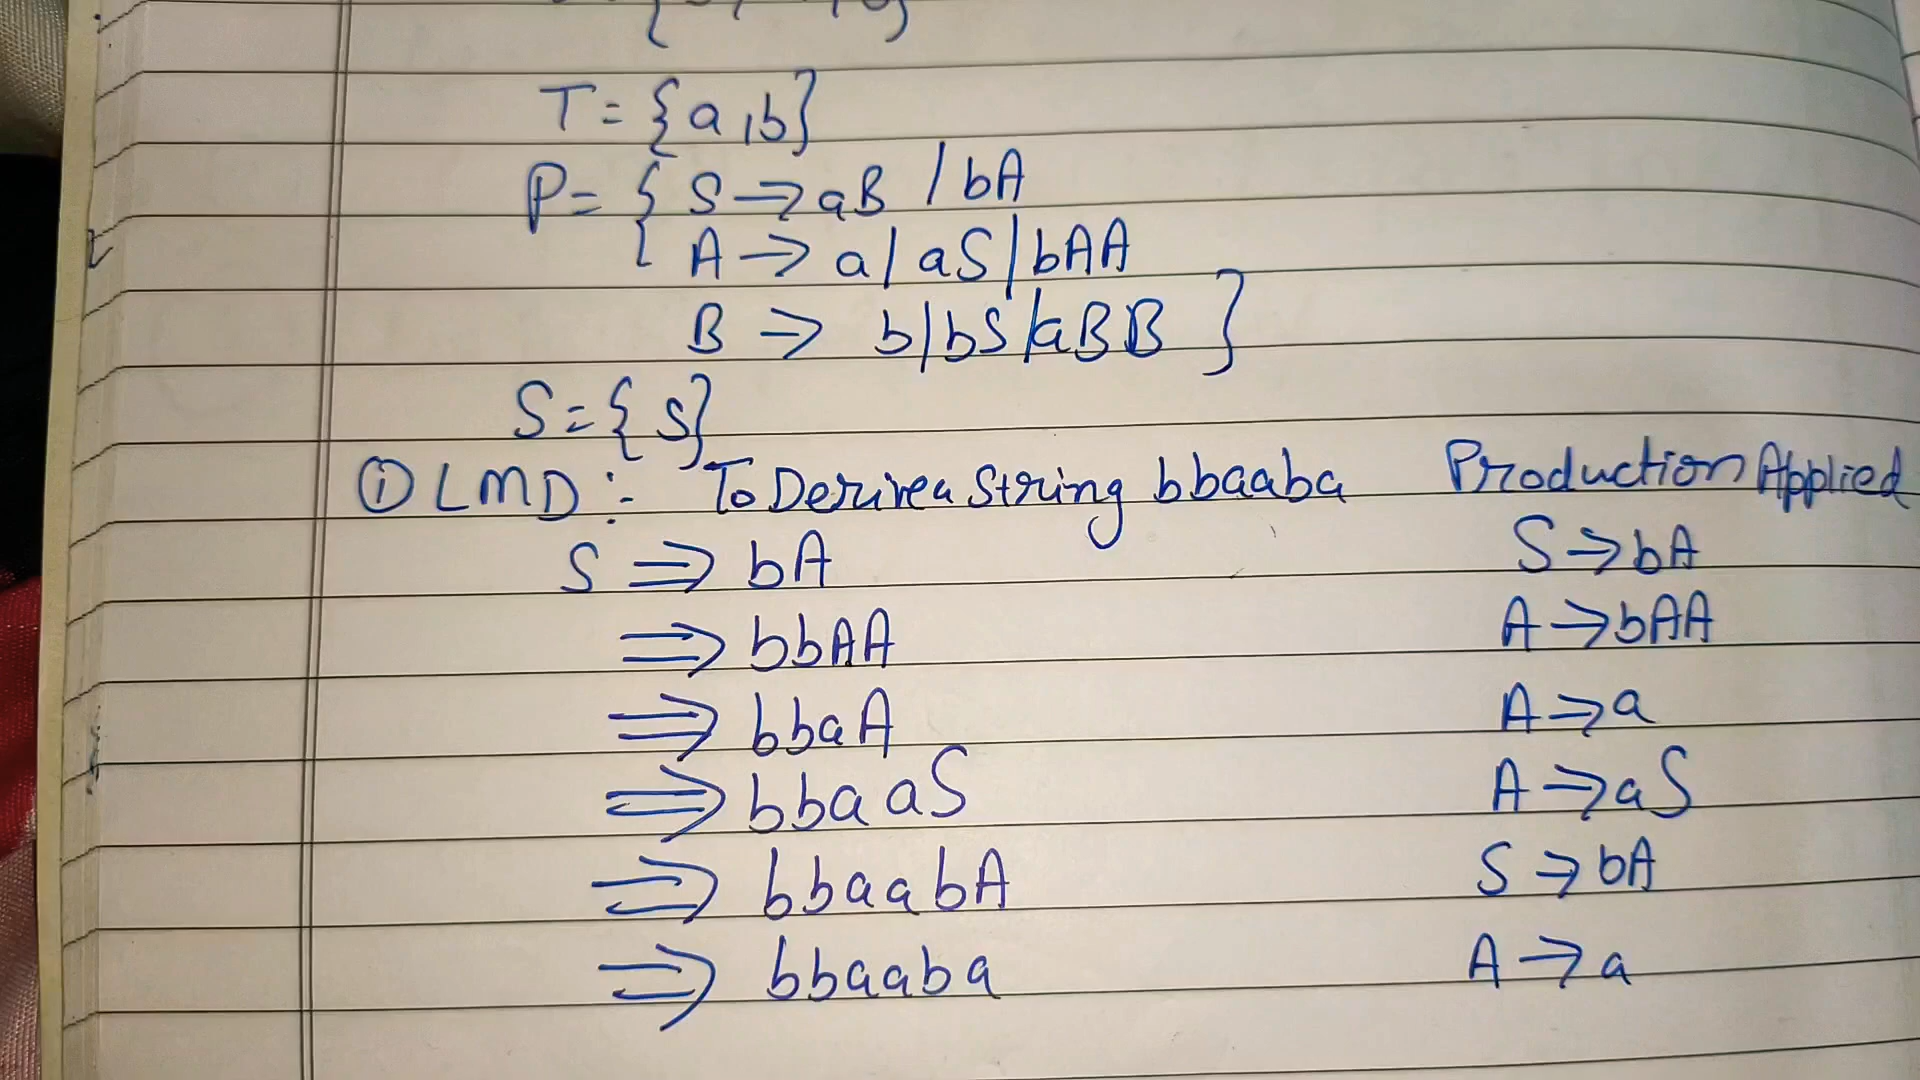 T = {a,b}
P = { S → aB / bA
A → a | aS | bAA
B → b | bS | aBB }
S = {S}
① LMD :- To Derive a String bbaaba Production Applied
S ⇒ bA S → bA
⇒ bbAA A → bAA
⇒ bbaA A → a
⇒ bbaaS A → aS
⇒ bbaabA S → bA
⇒ bbaaba A → a